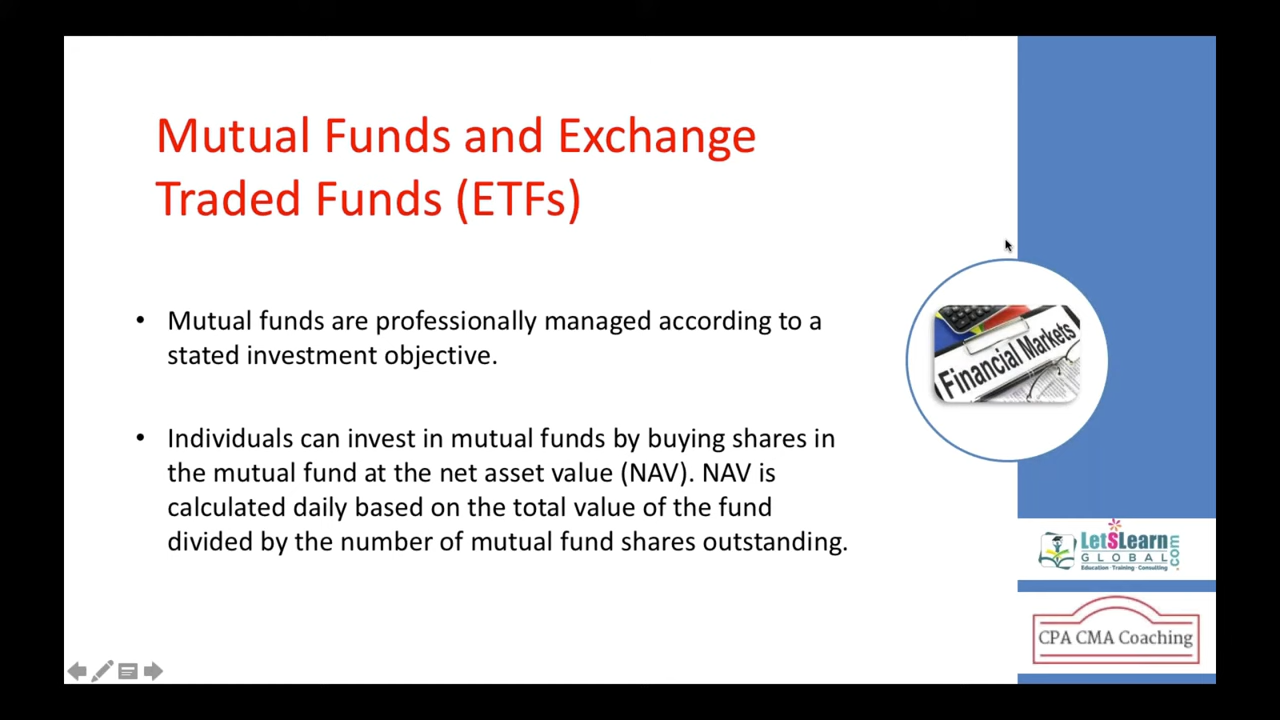 Mutual Funds and Exchange
Traded Funds (ETFs)
• Mutual funds are professionally managed according to a
stated investment objective.
• Individuals can invest in mutual funds by buying shares in
the mutual fund at the net asset value (NAV). NAV is
calculated daily based on the total value of the fund
divided by the number of mutual fund shares outstanding.
Financial Markets
LetSLearn
GLOBAL.com
Education · Training · Consulting
CPA CMA Coaching